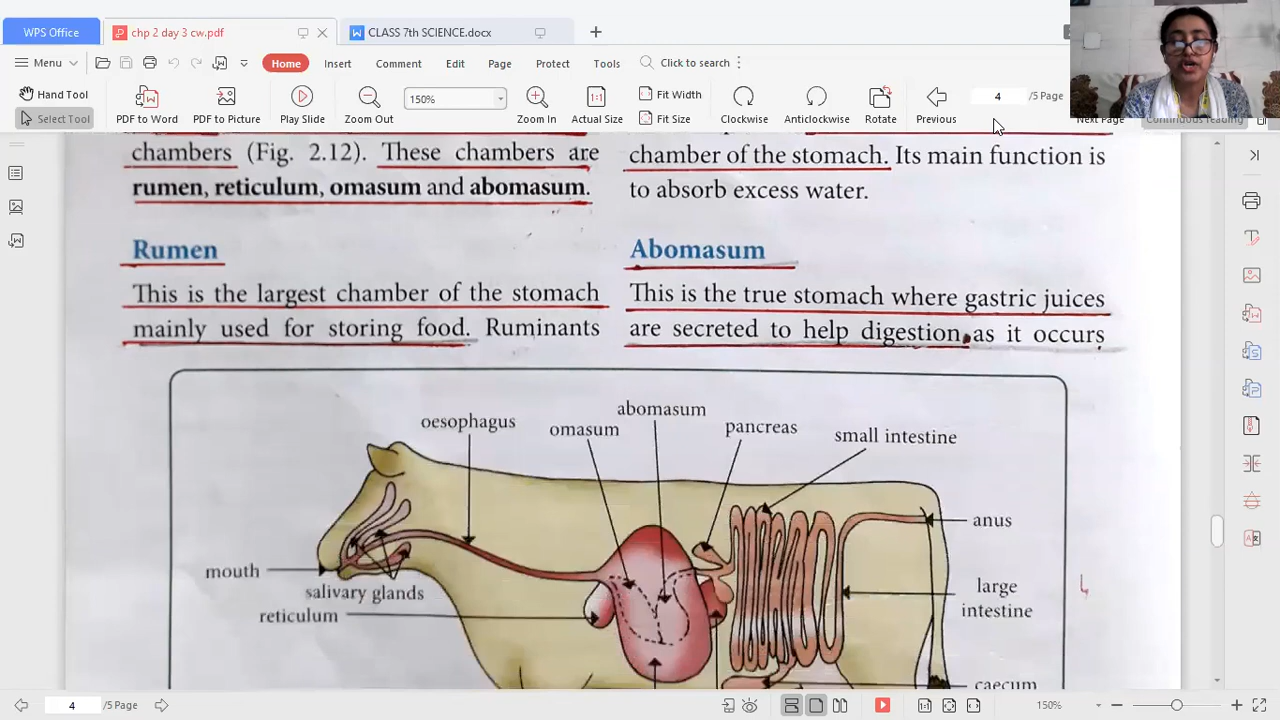 WPS Office
chp 2 day 3 cw.pdf
CLASS 7th SCIENCE.docx
Menu
Home
Insert
Comment
Edit
Page
Protect
Tools
Click to search
Hand Tool
Select Tool
PDF to Word
PDF to Picture
Play Slide
Zoom Out
150%
Zoom In
Actual Size
Fit Width
Fit Size
Clockwise
Anticlockwise
Rotate
Previous
4 /5 Page
Next Page
Continuous reading
chambers (Fig. 2.12). These chambers are
rumen, reticulum, omasum and abomasum.
Rumen
This is the largest chamber of the stomach
mainly used for storing food. Ruminants
chamber of the stomach. Its main function is
to absorb excess water.
Abomasum
This is the true stomach where gastric juices
are secreted to help digestion, as it occurs
oesophagus
omasum
abomasum
pancreas
small intestine
anus
mouth
salivary glands
reticulum
large
intestine
caecum
4 /5 Page
150%